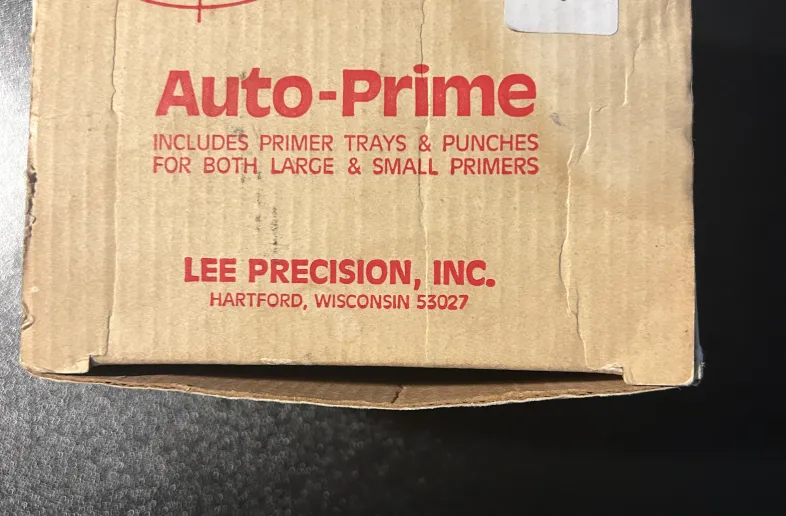 Auto-Prime
INCLUDES PRIMER TRAYS & PUNCHES
FOR BOTH LARGE & SMALL PRIMERS
LEE PRECISION, INC.
HARTFORD, WISCONSIN 53027